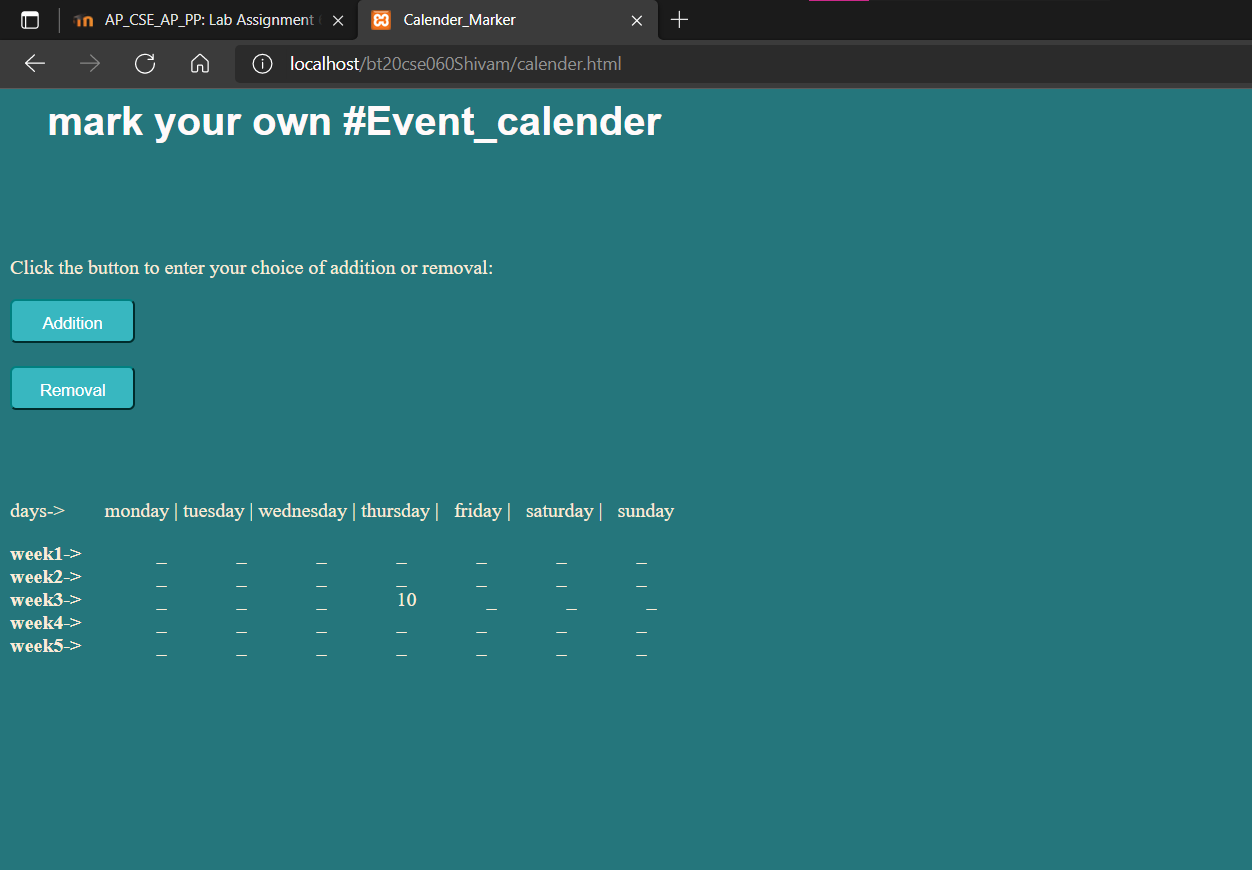 AP_CSE_AP_PP: Lab Assignment
Calender_Marker
localhost/bt20cse060Shivam/calender.html
mark your own #Event_calender
Click the button to enter your choice of addition or removal:
Addition
Removal
days-> monday | tuesday | wednesday | thursday | friday | saturday | sunday
week1-> _ _ _ _ _ _ _
week2-> _ _ _ _ _ _ _
week3-> _ _ _ 10 _ _ _
week4-> _ _ _ _ _ _ _
week5-> _ _ _ _ _ _ _